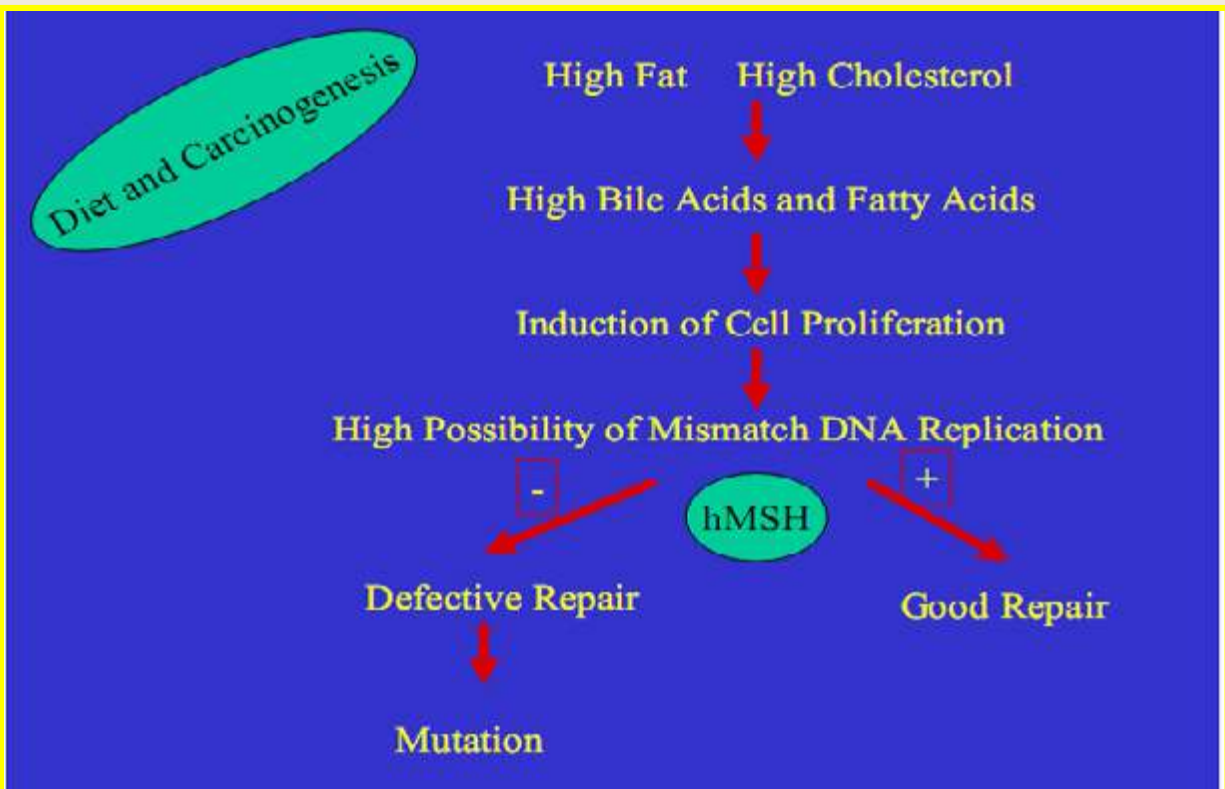 Diet and Carcinogenesis
High Fat High Cholesterol
High Bile Acids and Fatty Acids
Induction of Cell Proliferation
High Possibility of Mismatch DNA Replication
- hMSH +
Defective Repair Good Repair
Mutation